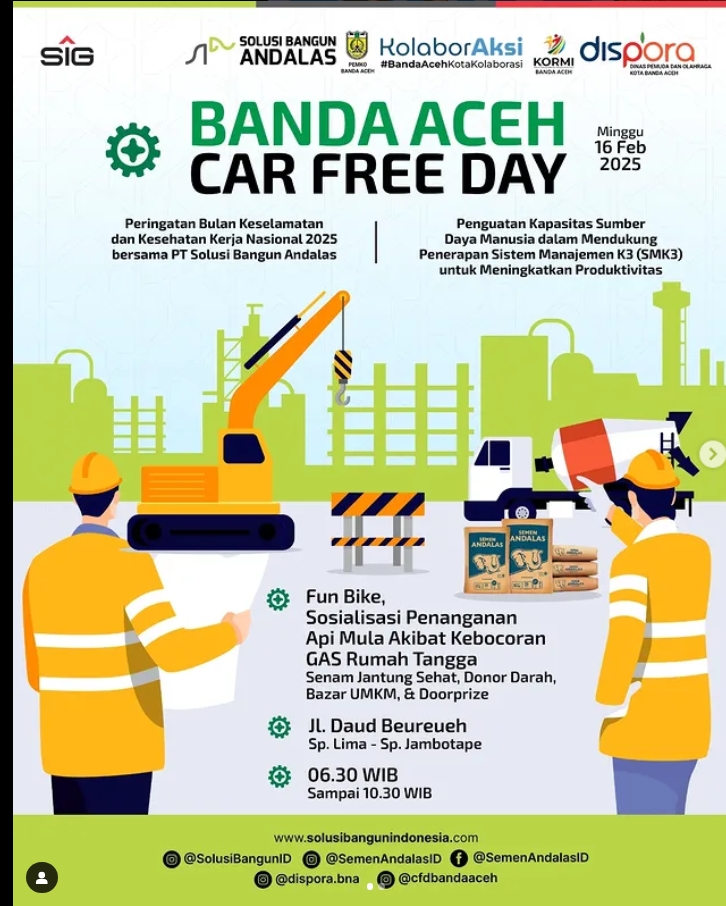 SIG
SOLUSI BANGUN
ANDALAS
PEMKO
BANDA ACEH
KolaborAksi
#BandaAcehKotaKolaborasi
KORMI
BANDA ACEH
dispora
DINAS PEMUDA DAN OLAHRAGA
KOTA BANDA ACEH
BANDA ACEH
CAR FREE DAY
Minggu
16 Feb
2025
Peringatan Bulan Keselamatan
dan Kesehatan Kerja Nasional 2025
bersama PT Solusi Bangun Andalas
Penguatan Kapasitas Sumber
Daya Manusia dalam Mendukung
Penerapan Sistem Manajemen K3 (SMK3)
untuk Meningkatkan Produktivitas
SEMEN
ANDALAS
SEMEN
ANDALAS
Fun Bike,
Sosialisasi Penanganan
Api Mula Akibat Kebocoran
GAS Rumah Tangga
Senam Jantung Sehat, Donor Darah,
Bazar UMKM, & Doorprize
Jl. Daud Beureueh
Sp. Lima - Sp. Jambotape
06.30 WIB
Sampai 10.30 WIB
www.solusibangunindonesia.com
@SolusiBangunID @SemenAndalasID @SemenAndalasID
@dispora.bna @cfdbandaaceh